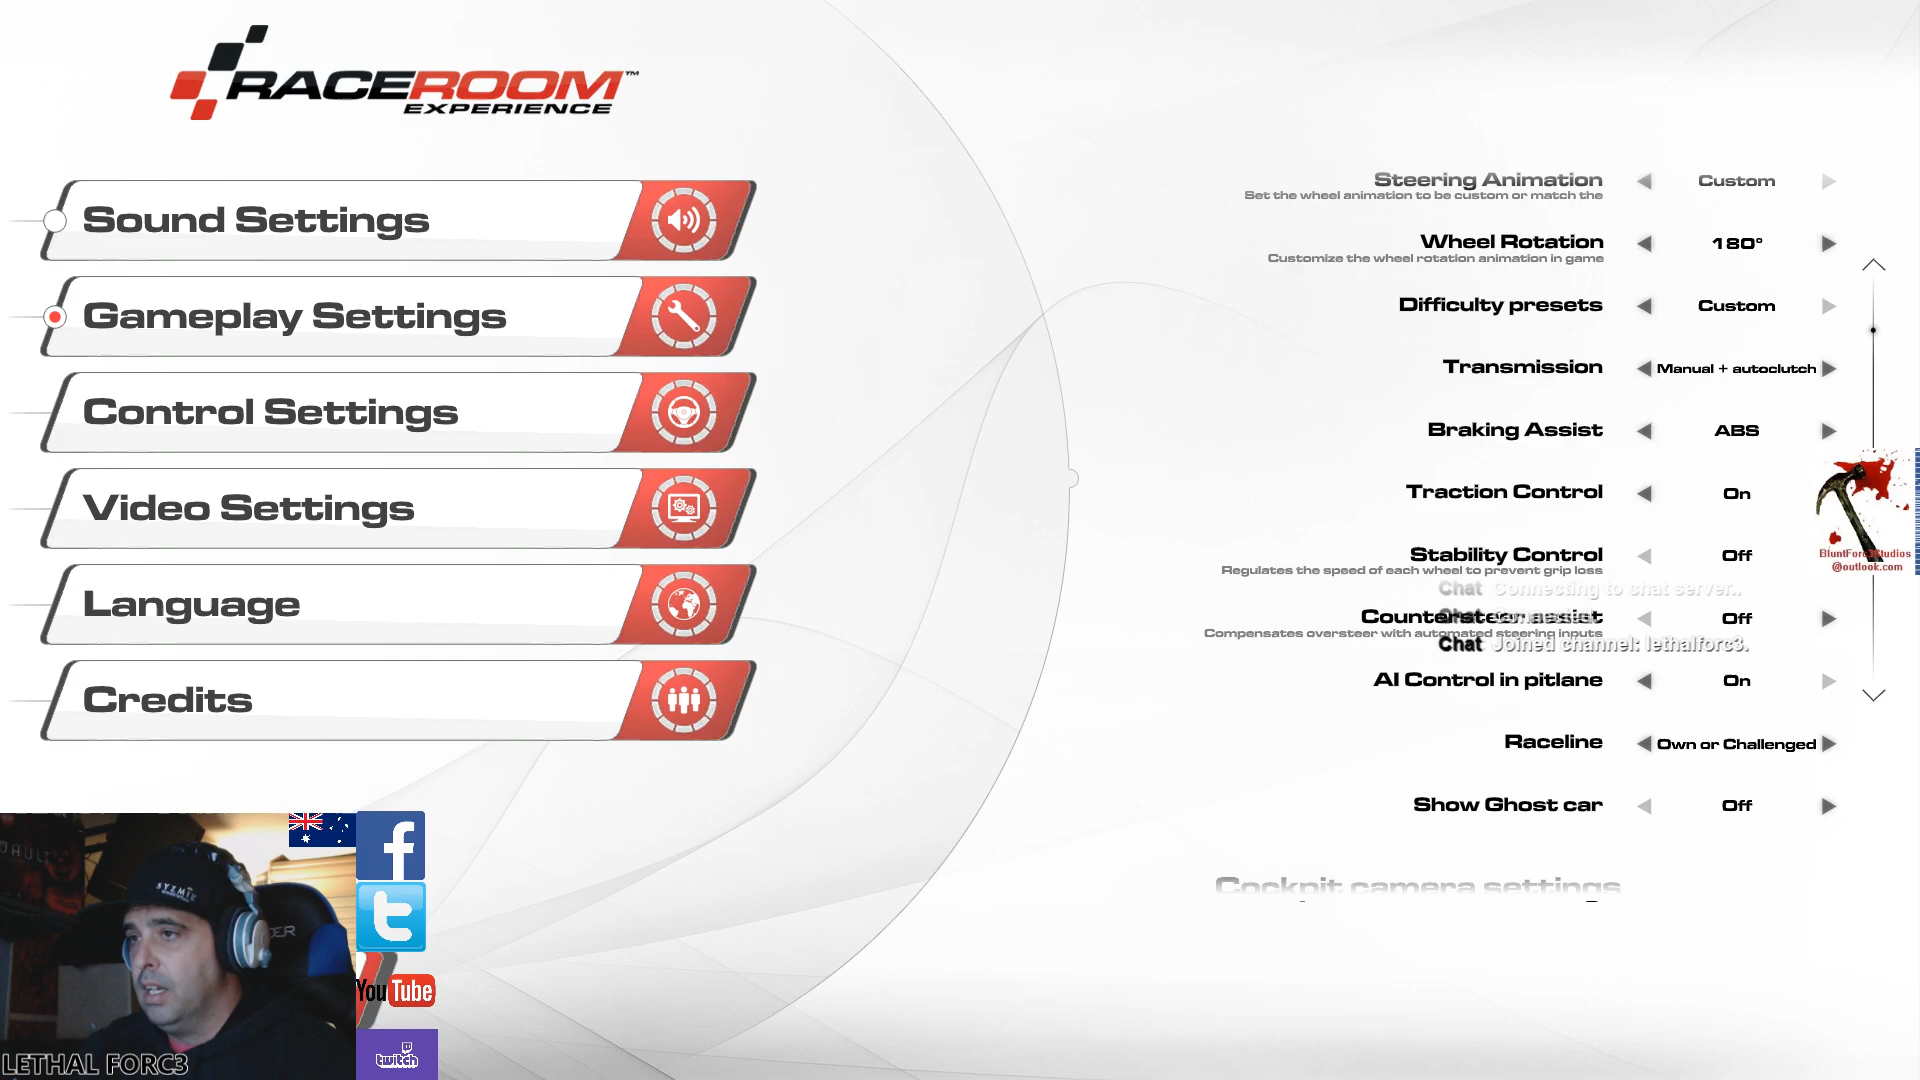 RACEROOM™
EXPERIENCE
Sound Settings
Gameplay Settings
Control Settings
Video Settings
Language
Credits
Steering Animation
Custom
Set the wheel animation to be custom or match the
Wheel Rotation
180°
Customize the wheel rotation animation in game
Difficulty presets
Custom
Transmission
Manual + autoclutch
Braking Assist
ABS
Traction Control
On
Stability Control
Off
Regulates the speed of each wheel to prevent grip loss
Chat Connecting to chat server..
Countersteer assist
Off
Chat
Compensates oversteer with automated steering inputs
Chat Joined channel: lethalforc3.
AI Control in pitlane
On
Raceline
Own or Challenged
Show Ghost car
Off
Cockpit camera settings
@outlook.com
SYZMIK
YouTube
twitch
LETHAL FORC3